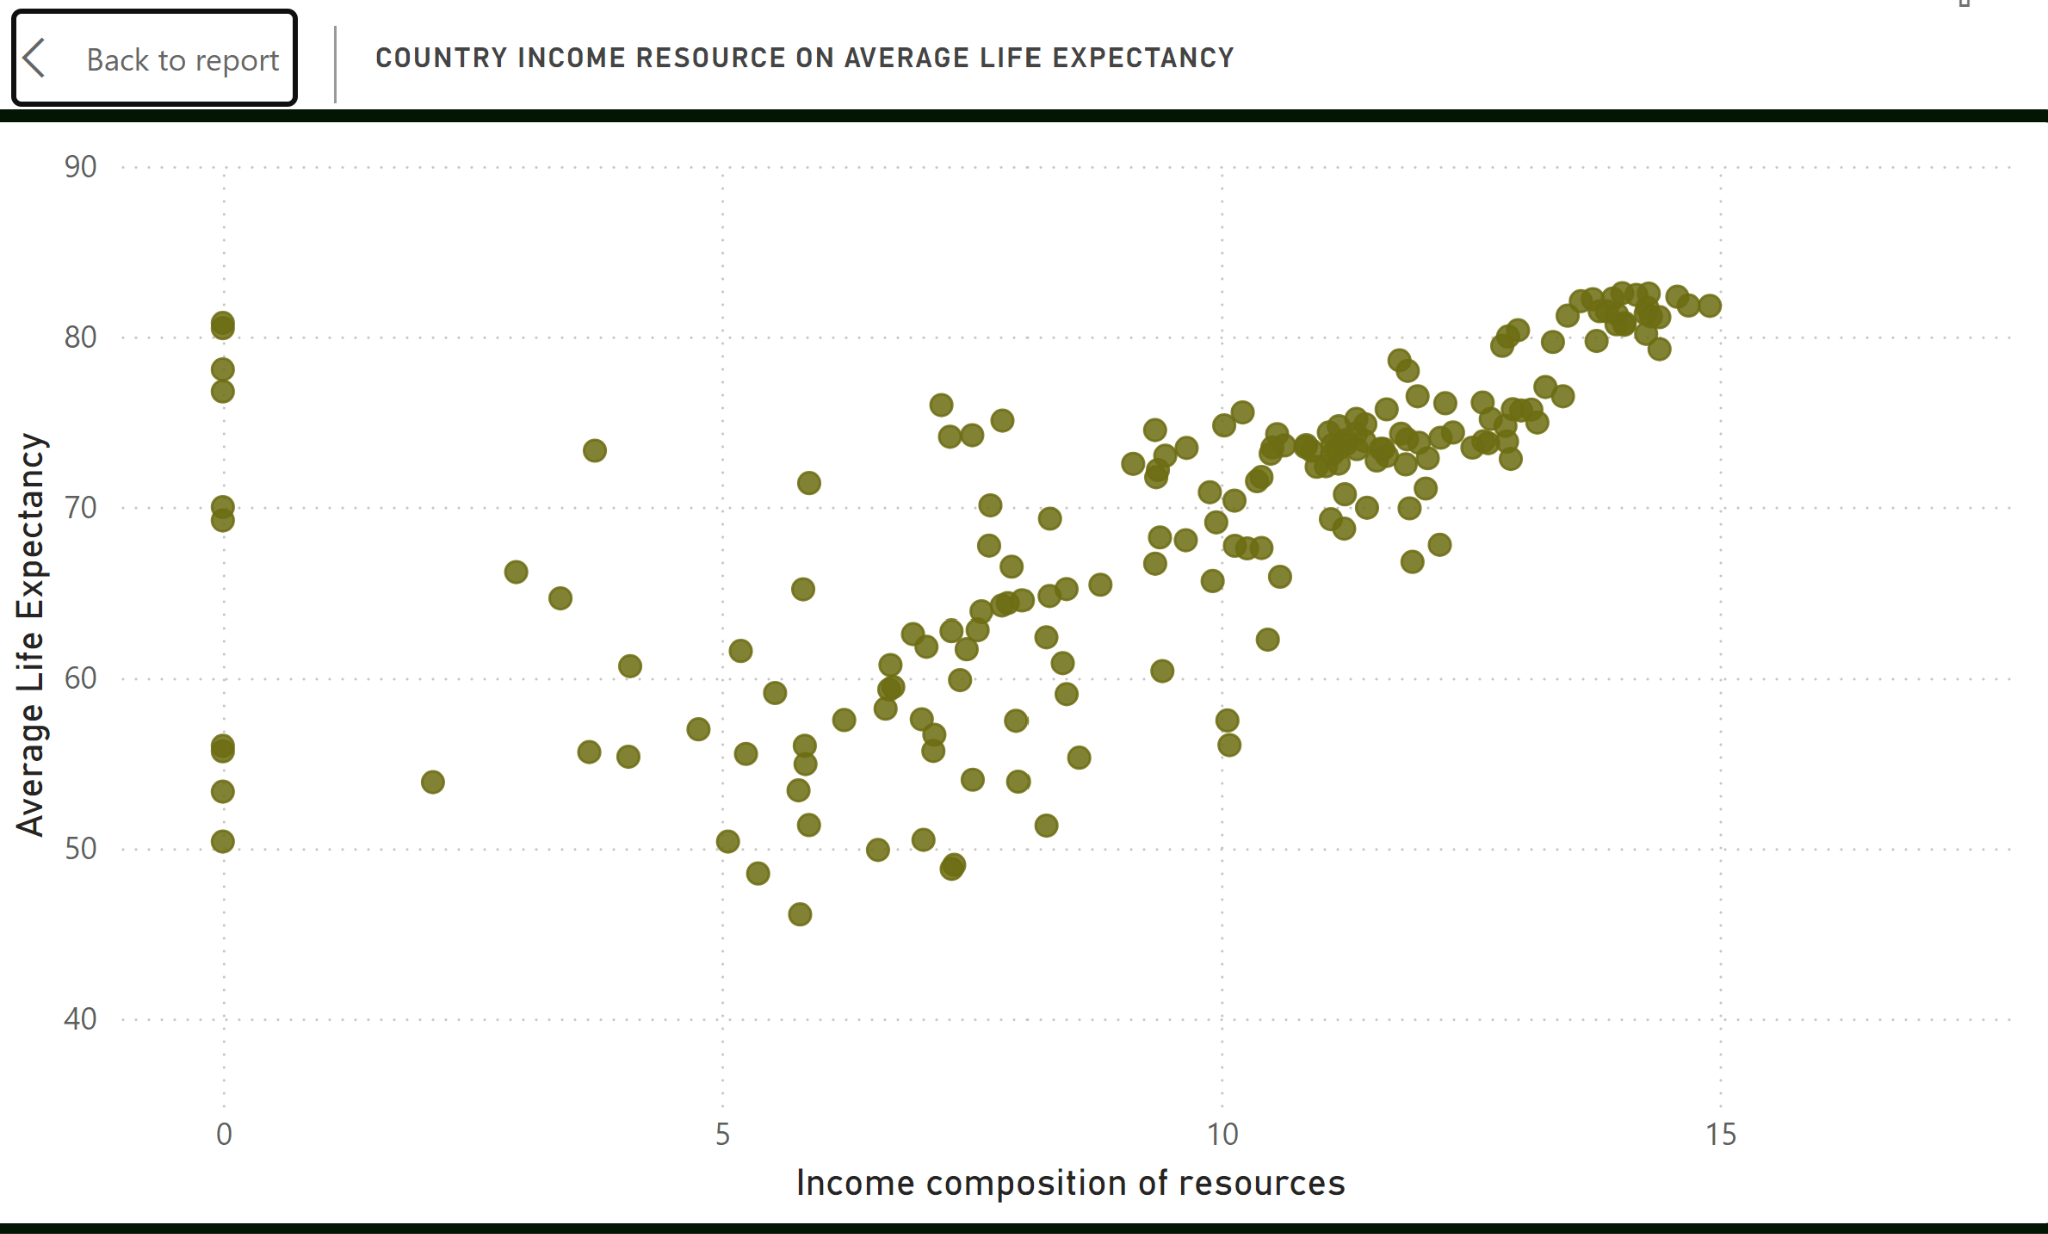 Back to report
COUNTRY INCOME RESOURCE ON AVERAGE LIFE EXPECTANCY
Average Life Expectancy
90
80
70
60
50
40
0 5 10 15
Income composition of resources